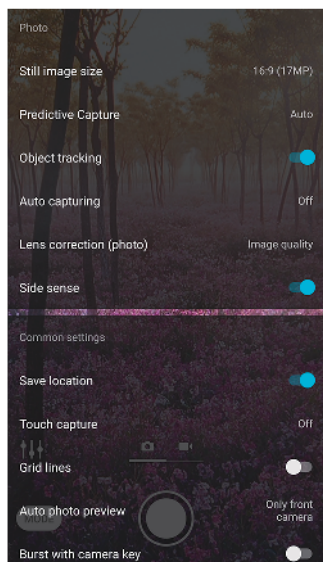 Photo
Still image size 16:9 (17MP)
Predictive Capture Auto
Object tracking
Auto capturing Off
Lens correction (photo) Image quality
Side sense
Common settings
Save location
Touch capture Off
Grid lines
Auto photo preview Only front
camera
MODE
Burst with camera key